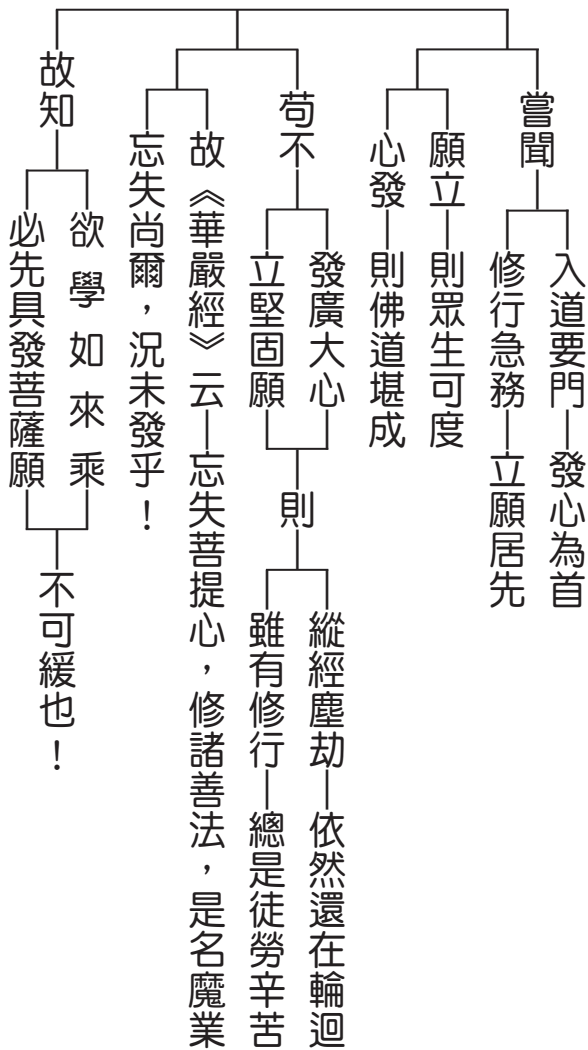 嘗聞
入道要門—發心為首
修行急務—立願居先
願立—則眾生可度
心發—則佛道堪成
苟不
發廣大心
立堅固願
則
縱經塵劫—依然還在輪迴
雖有修行—總是徒勞辛苦
故《華嚴經》云—忘失菩提心，修諸善法，是名魔業
忘失尚爾，況未發乎！
故知
欲學如來乘
必先具發菩薩願
不可緩也！